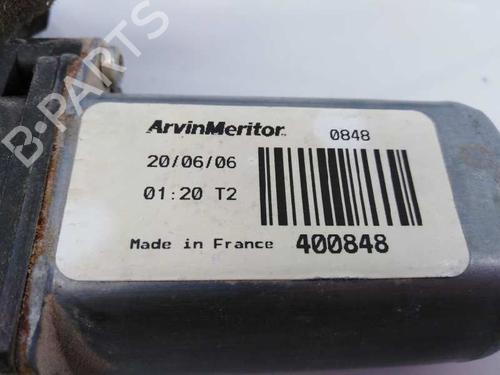 B-PARTS
ArvinMeritor 0848
20/06/06
01:20 T2
Made in France 400848